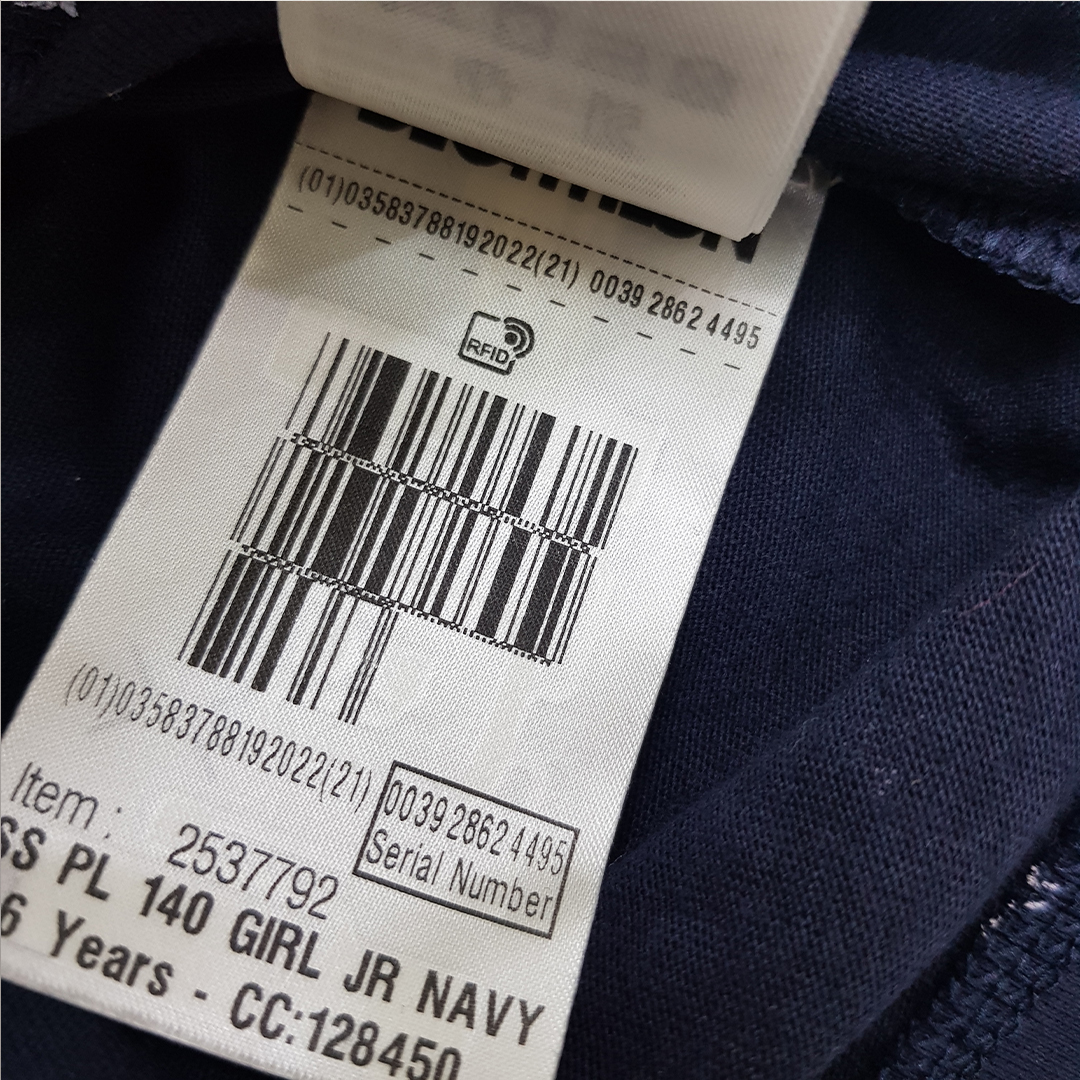 (01)03583788192022(21) 0039 2862 4495
RFID
(01)03583788192022(21) 0039 2862 4495
Serial Number
Item : 2537792
SS PL 140 GIRL JR NAVY
6 Years - CC:128450